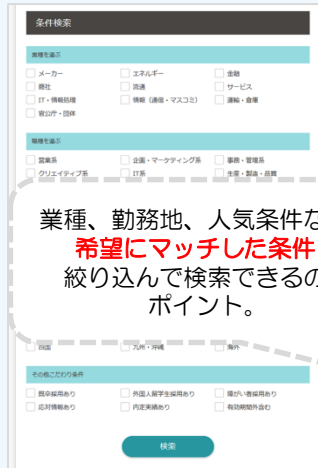 条件検索
業種を選ぶ
メーカー エネルギー 金融
商社 流通 サービス
IT・情報処理 情報（通信・マスコミ） 運輸・倉庫
官公庁・団体
職種を選ぶ
営業系 企画・マーケティング系 事務・管理系
クリエイティブ系 IT系 生産・製造・品質
業種、勤務地、人気条件な
希望にマッチした条件
絞り込んで検索できるの
ポイント。
四国 九州・沖縄 海外
その他こだわり条件
既卒採用あり 外国人留学生採用あり 障がい者採用あり
応対情報あり 内定実績あり 有効期間外含む
検索